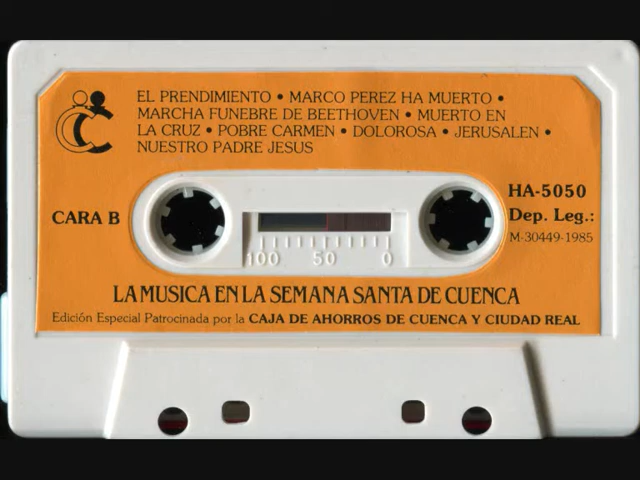 EL PRENDIMIENTO • MARCO PEREZ HA MUERTO •
MARCHA FUNEBRE DE BEETHOVEN • MUERTO EN
LA CRUZ • POBRE CARMEN • DOLOROSA • JERUSALEN •
NUESTRO PADRE JESUS
CARA B
HA-5050
Dep. Leg.:
M-30449-1985
100 50 0
LA MUSICA EN LA SEMANA SANTA DE CUENCA
Edición Especial Patrocinada por la CAJA DE AHORROS DE CUENCA Y CIUDAD REAL